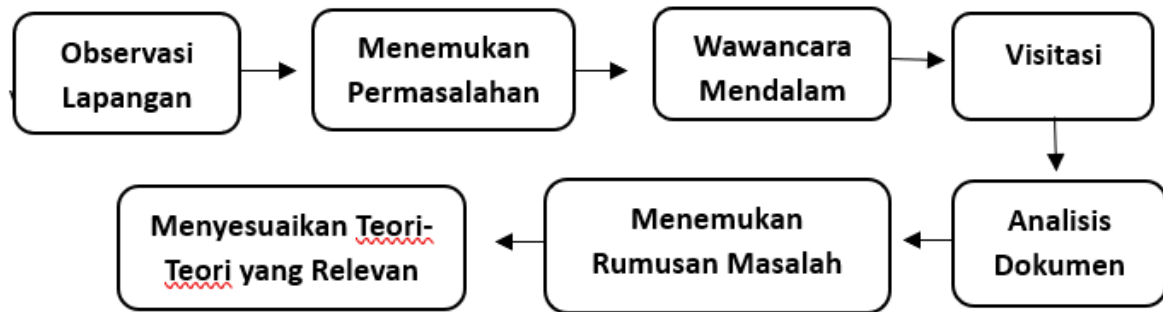 Observasi
Lapangan
Menemukan
Permasalahan
Wawancara
Mendalam
Visitasi
Analisis
Dokumen
Menemukan
Rumusan Masalah
Menyesuaikan Teori-
Teori yang Relevan